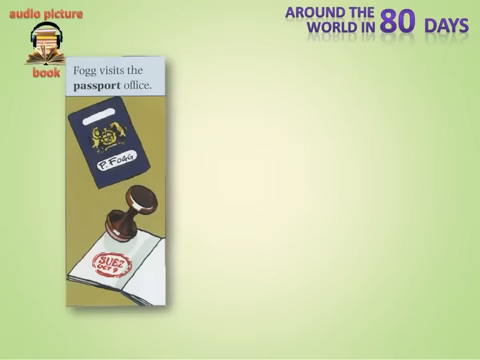 audio picture
book
AROUND THE
WORLD IN 80 DAYS
Fogg visits the
passport office.
P. FOGG
SUEZ
OCT 9